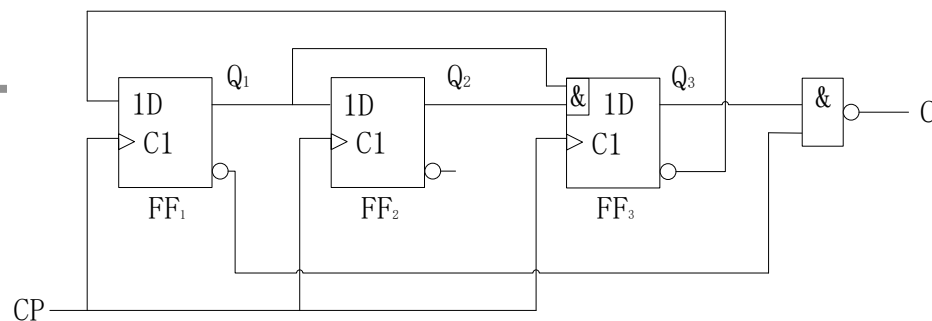 Q₁ Q₂ Q₃
1D 1D & 1D &
C1 C1 C1
FF₁ FF₂ FF₃
CP